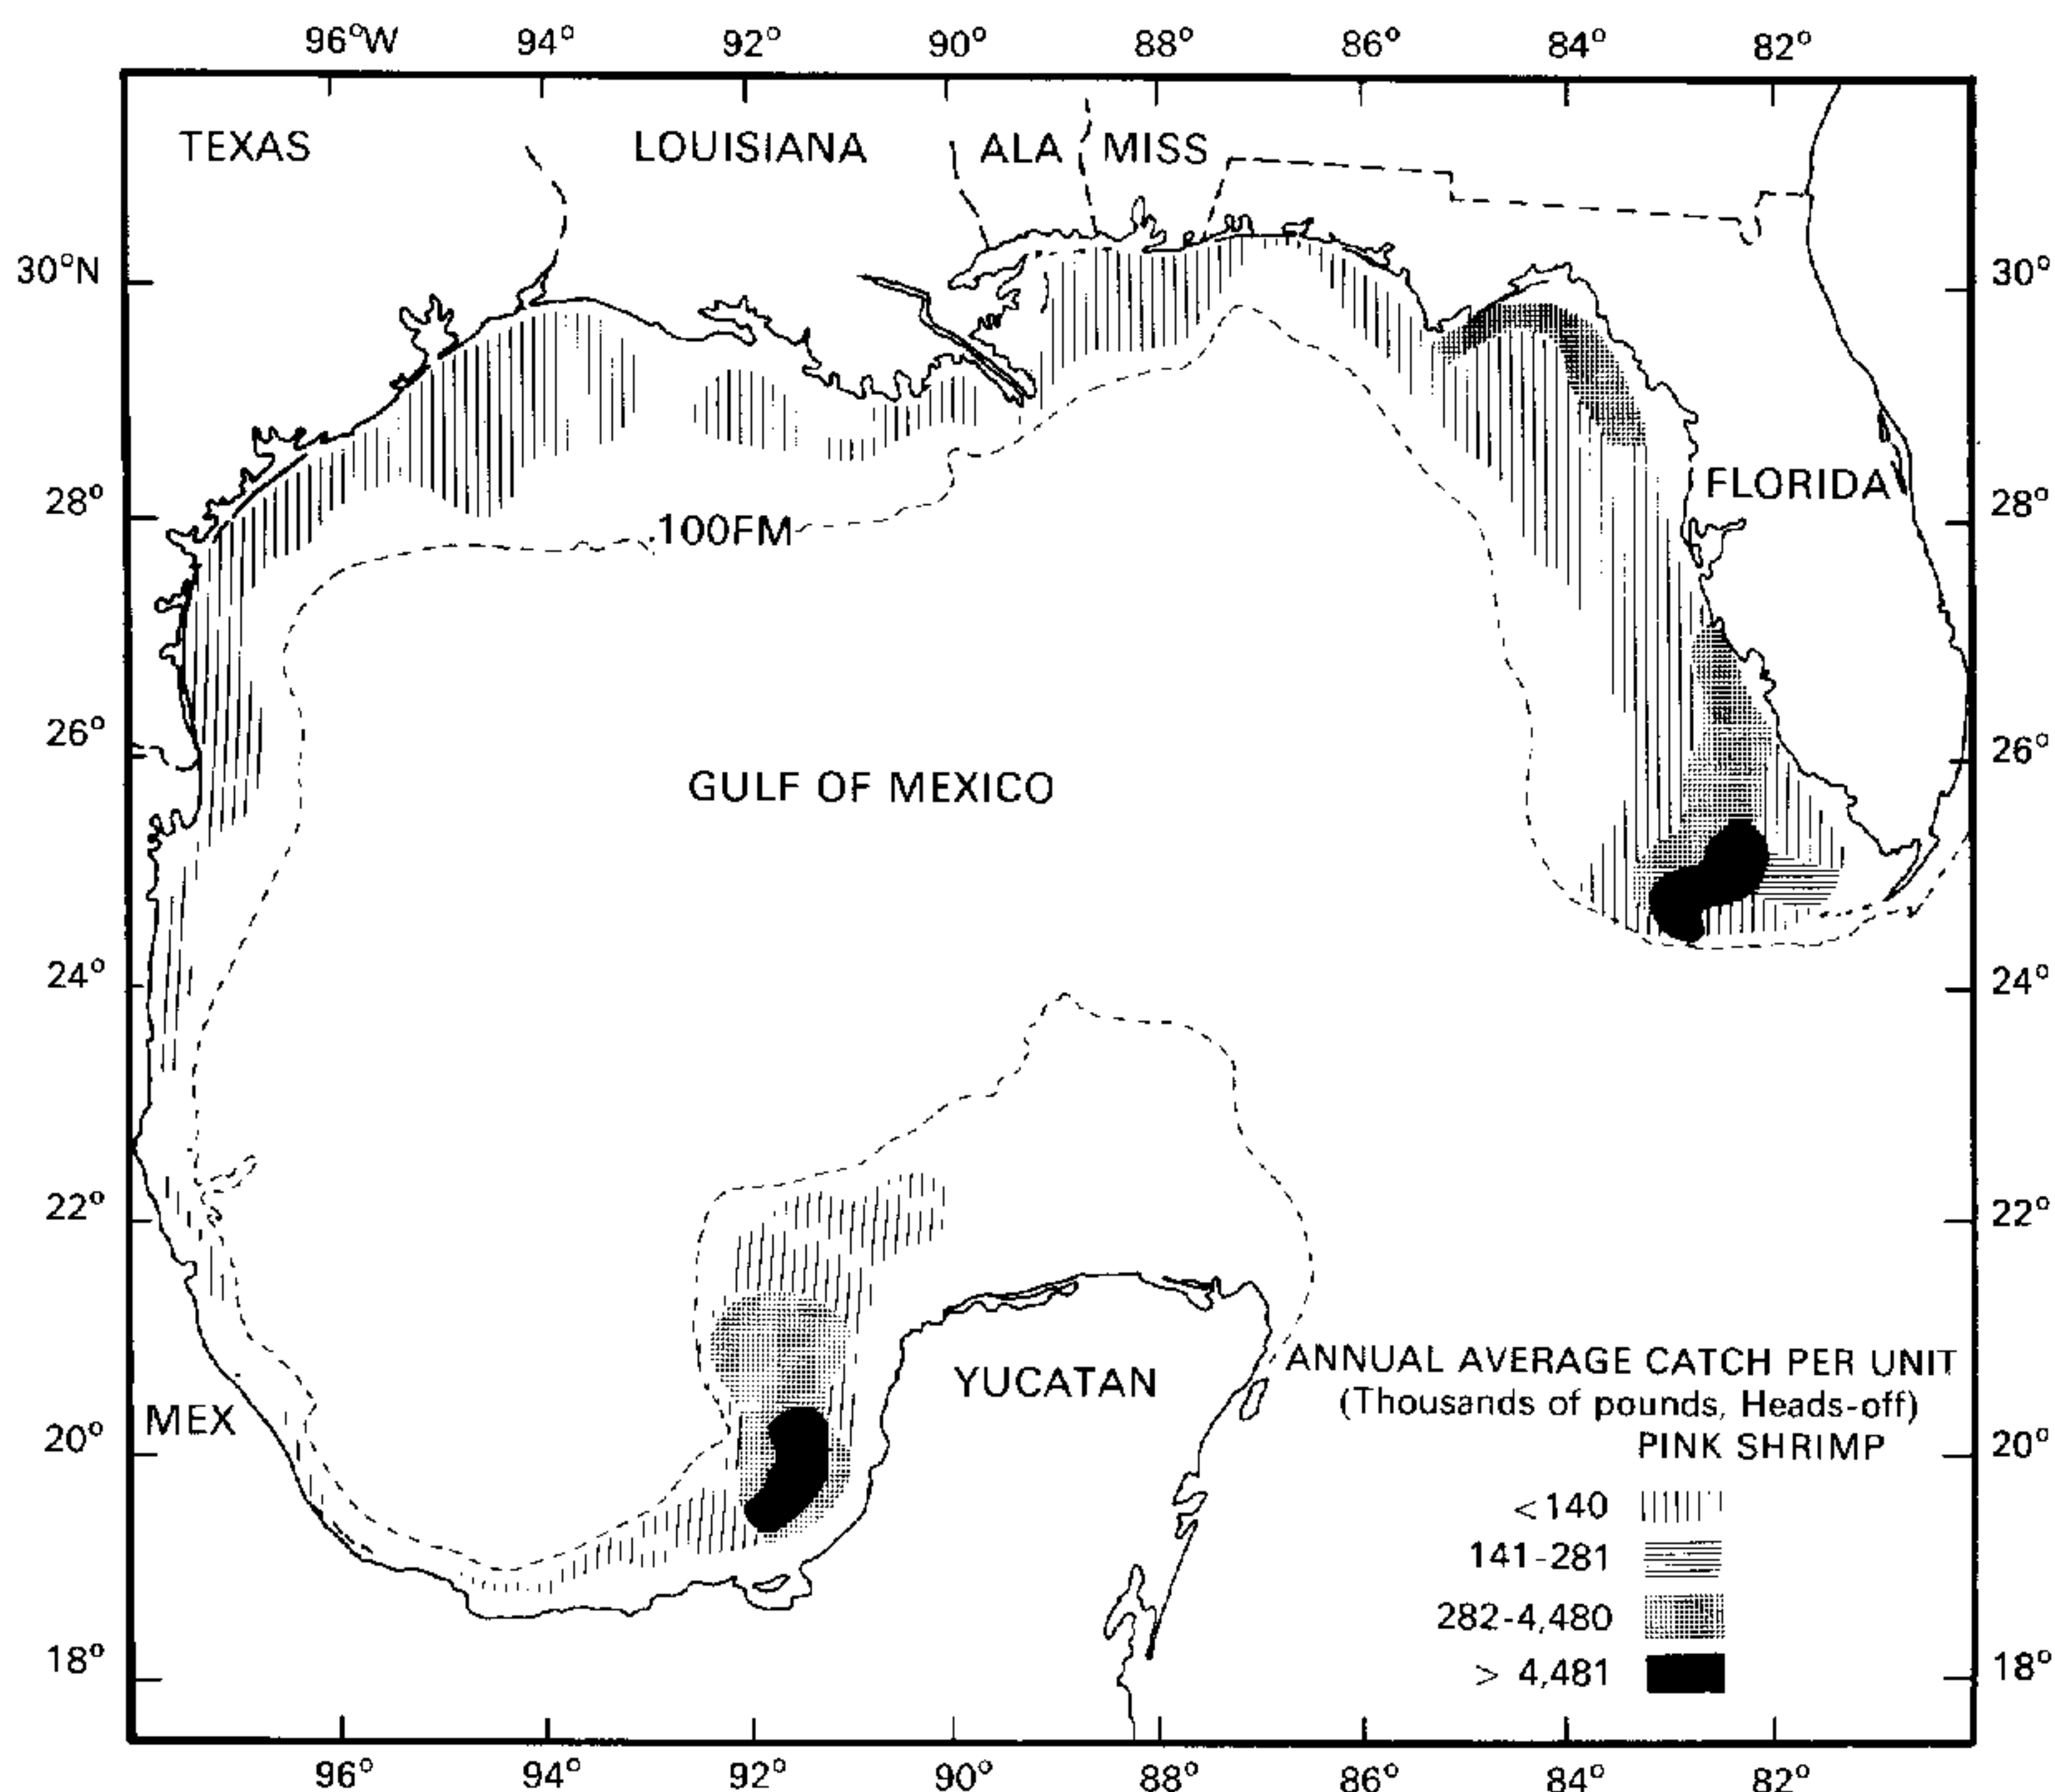 96°W 94° 92° 90° 88° 86° 84° 82°
TEXAS LOUISIANA ALA MISS
30°N 30°
FLORIDA
28° 28°
100FM
26° 26°
GULF OF MEXICO
24° 24°
22° 22°
ANNUAL AVERAGE CATCH PER UNIT
YUCATAN
(Thousands of pounds, Heads-off)
MEX
20° 20°
PINK SHRIMP
<140
141-281
282-4,480
18° 18°
> 4,481
96° 94° 92° 90° 88° 86° 84° 82°